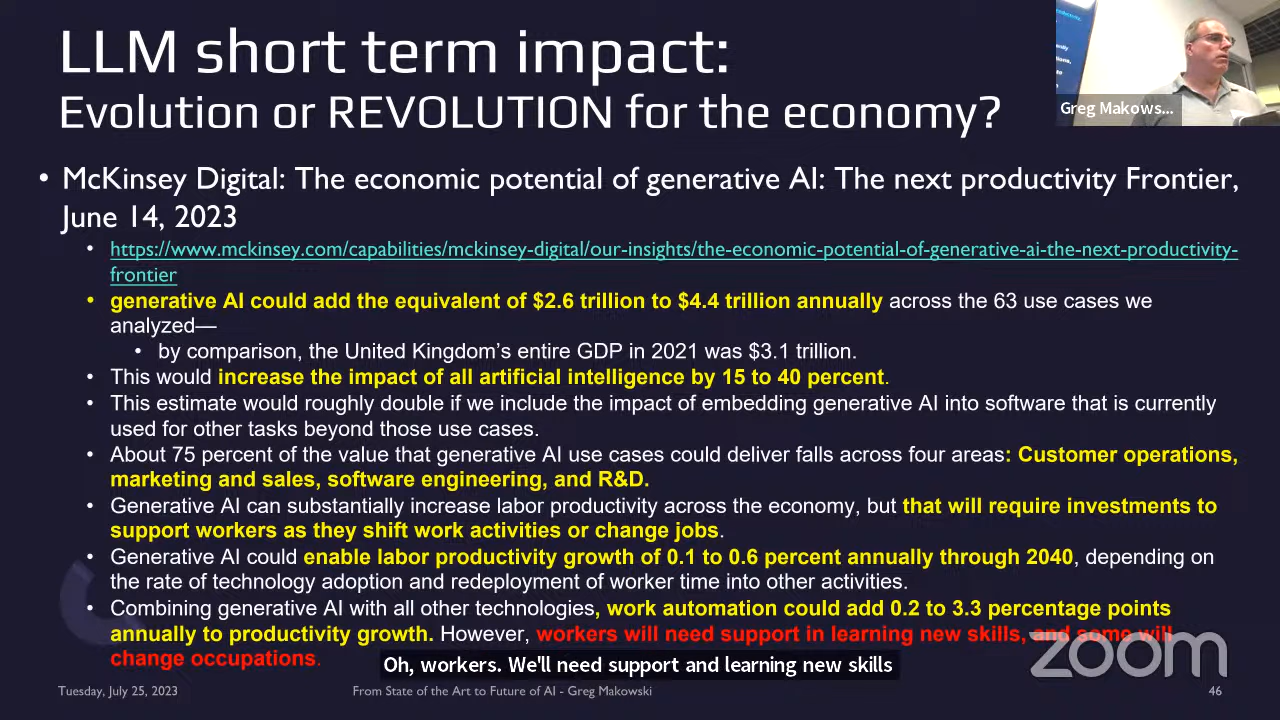 LLM short term impact:
Evolution or REVOLUTION for the economy?
Greg Makows...
• McKinsey Digital: The economic potential of generative AI: The next productivity Frontier,
June 14, 2023
• https://www.mckinsey.com/capabilities/mckinsey-digital/our-insights/the-economic-potential-of-generative-ai-the-next-productivity-
frontier
• generative AI could add the equivalent of $2.6 trillion to $4.4 trillion annually across the 63 use cases we
analyzed—
• by comparison, the United Kingdom's entire GDP in 2021 was $3.1 trillion.
• This would increase the impact of all artificial intelligence by 15 to 40 percent.
• This estimate would roughly double if we include the impact of embedding generative AI into software that is currently
used for other tasks beyond those use cases.
• About 75 percent of the value that generative AI use cases could deliver falls across four areas: Customer operations,
marketing and sales, software engineering, and R&D.
• Generative AI can substantially increase labor productivity across the economy, but that will require investments to
support workers as they shift work activities or change jobs.
• Generative AI could enable labor productivity growth of 0.1 to 0.6 percent annually through 2040, depending on
the rate of technology adoption and redeployment of worker time into other activities.
• Combining generative AI with all other technologies, work automation could add 0.2 to 3.3 percentage points
annually to productivity growth. However, workers will need support in learning new skills, and some will
change occupations.
Oh, workers. We'll need support and learning new skills
zoom
Tuesday, July 25, 2023
From State of the Art to Future of AI - Greg Makowski
46